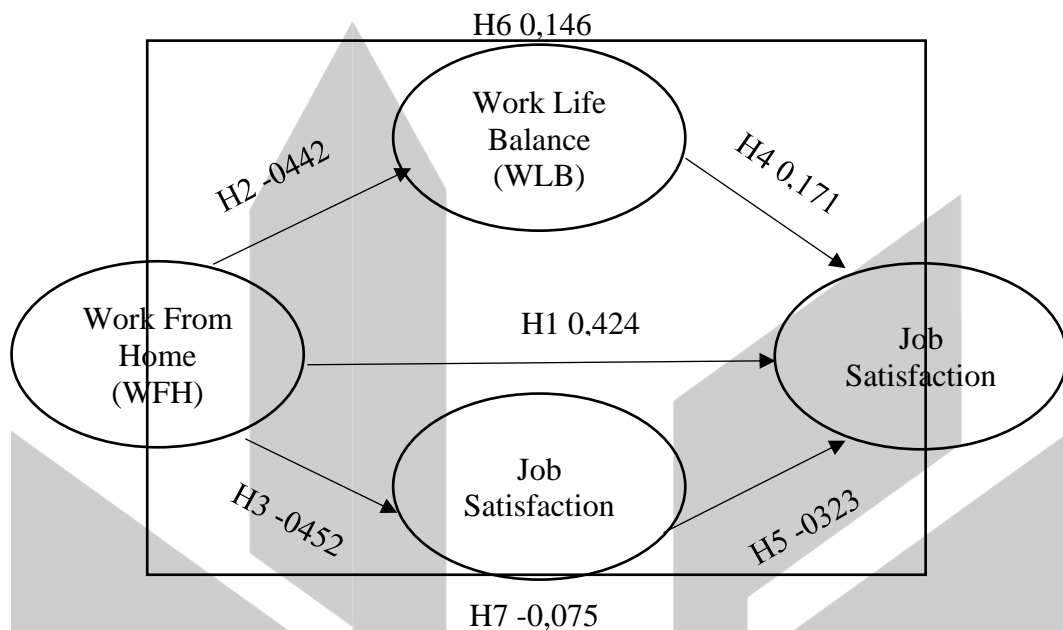 H6 0,146
Work Life
Balance
(WLB)
H2 -0442
H4 0,171
Work From
Home
(WFH)
H1 0,424
Job
Satisfaction
Job
Satisfaction
H3 -0452
H5 -0323
H7 -0,075